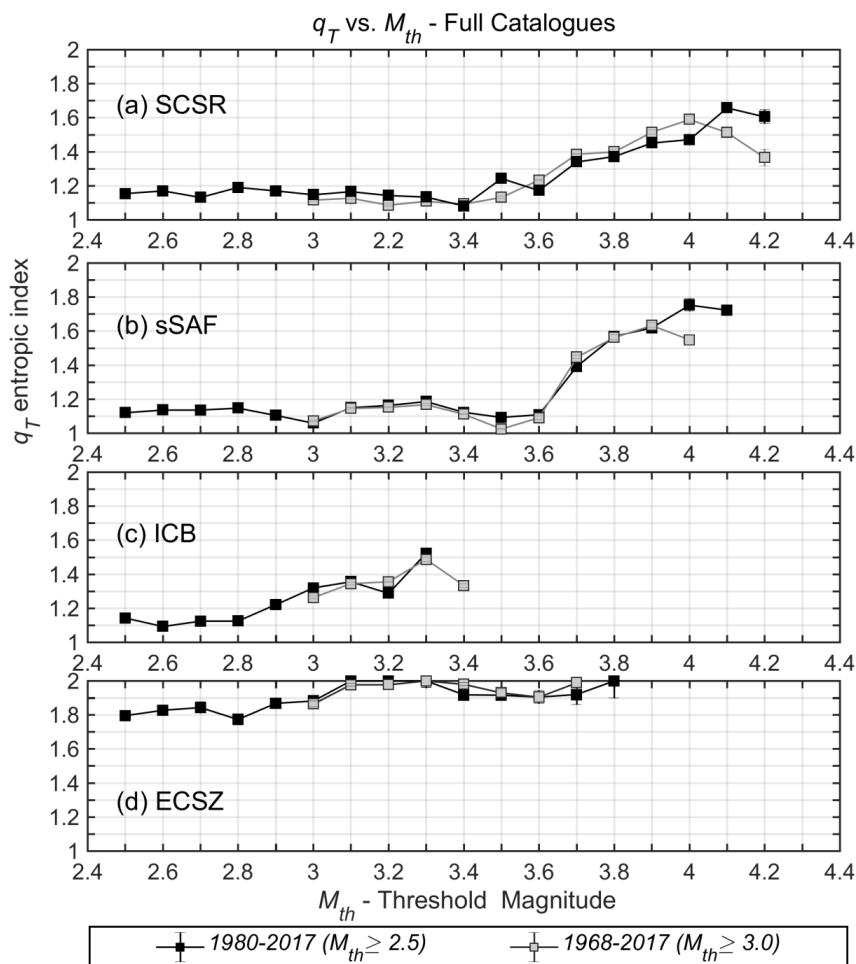 q_T vs. M_th - Full Catalogues
2
1.8
(a) SCSR
1.6
1.4
1.2
1
2.4 2.6 2.8 3 3.2 3.4 3.6 3.8 4 4.2 4.4
2
1.8
(b) sSAF
1.6
1.4
1.2
1
2.4 2.6 2.8 3 3.2 3.4 3.6 3.8 4 4.2 4.4
q_T entropic index
2
1.8
1.6
(c) ICB
1.4
1.2
1
2.4 2.6 2.8 3 3.2 3.4 3.6 3.8 4 4.2 4.4
2
1.8
1.6
1.4
(d) ECSZ
1.2
1
2.4 2.6 2.8 3 3.2 3.4 3.6 3.8 4 4.2 4.4
M_th - Threshold Magnitude
1980-2017 (M_th ≥ 2.5) 1968-2017 (M_th ≥ 3.0)